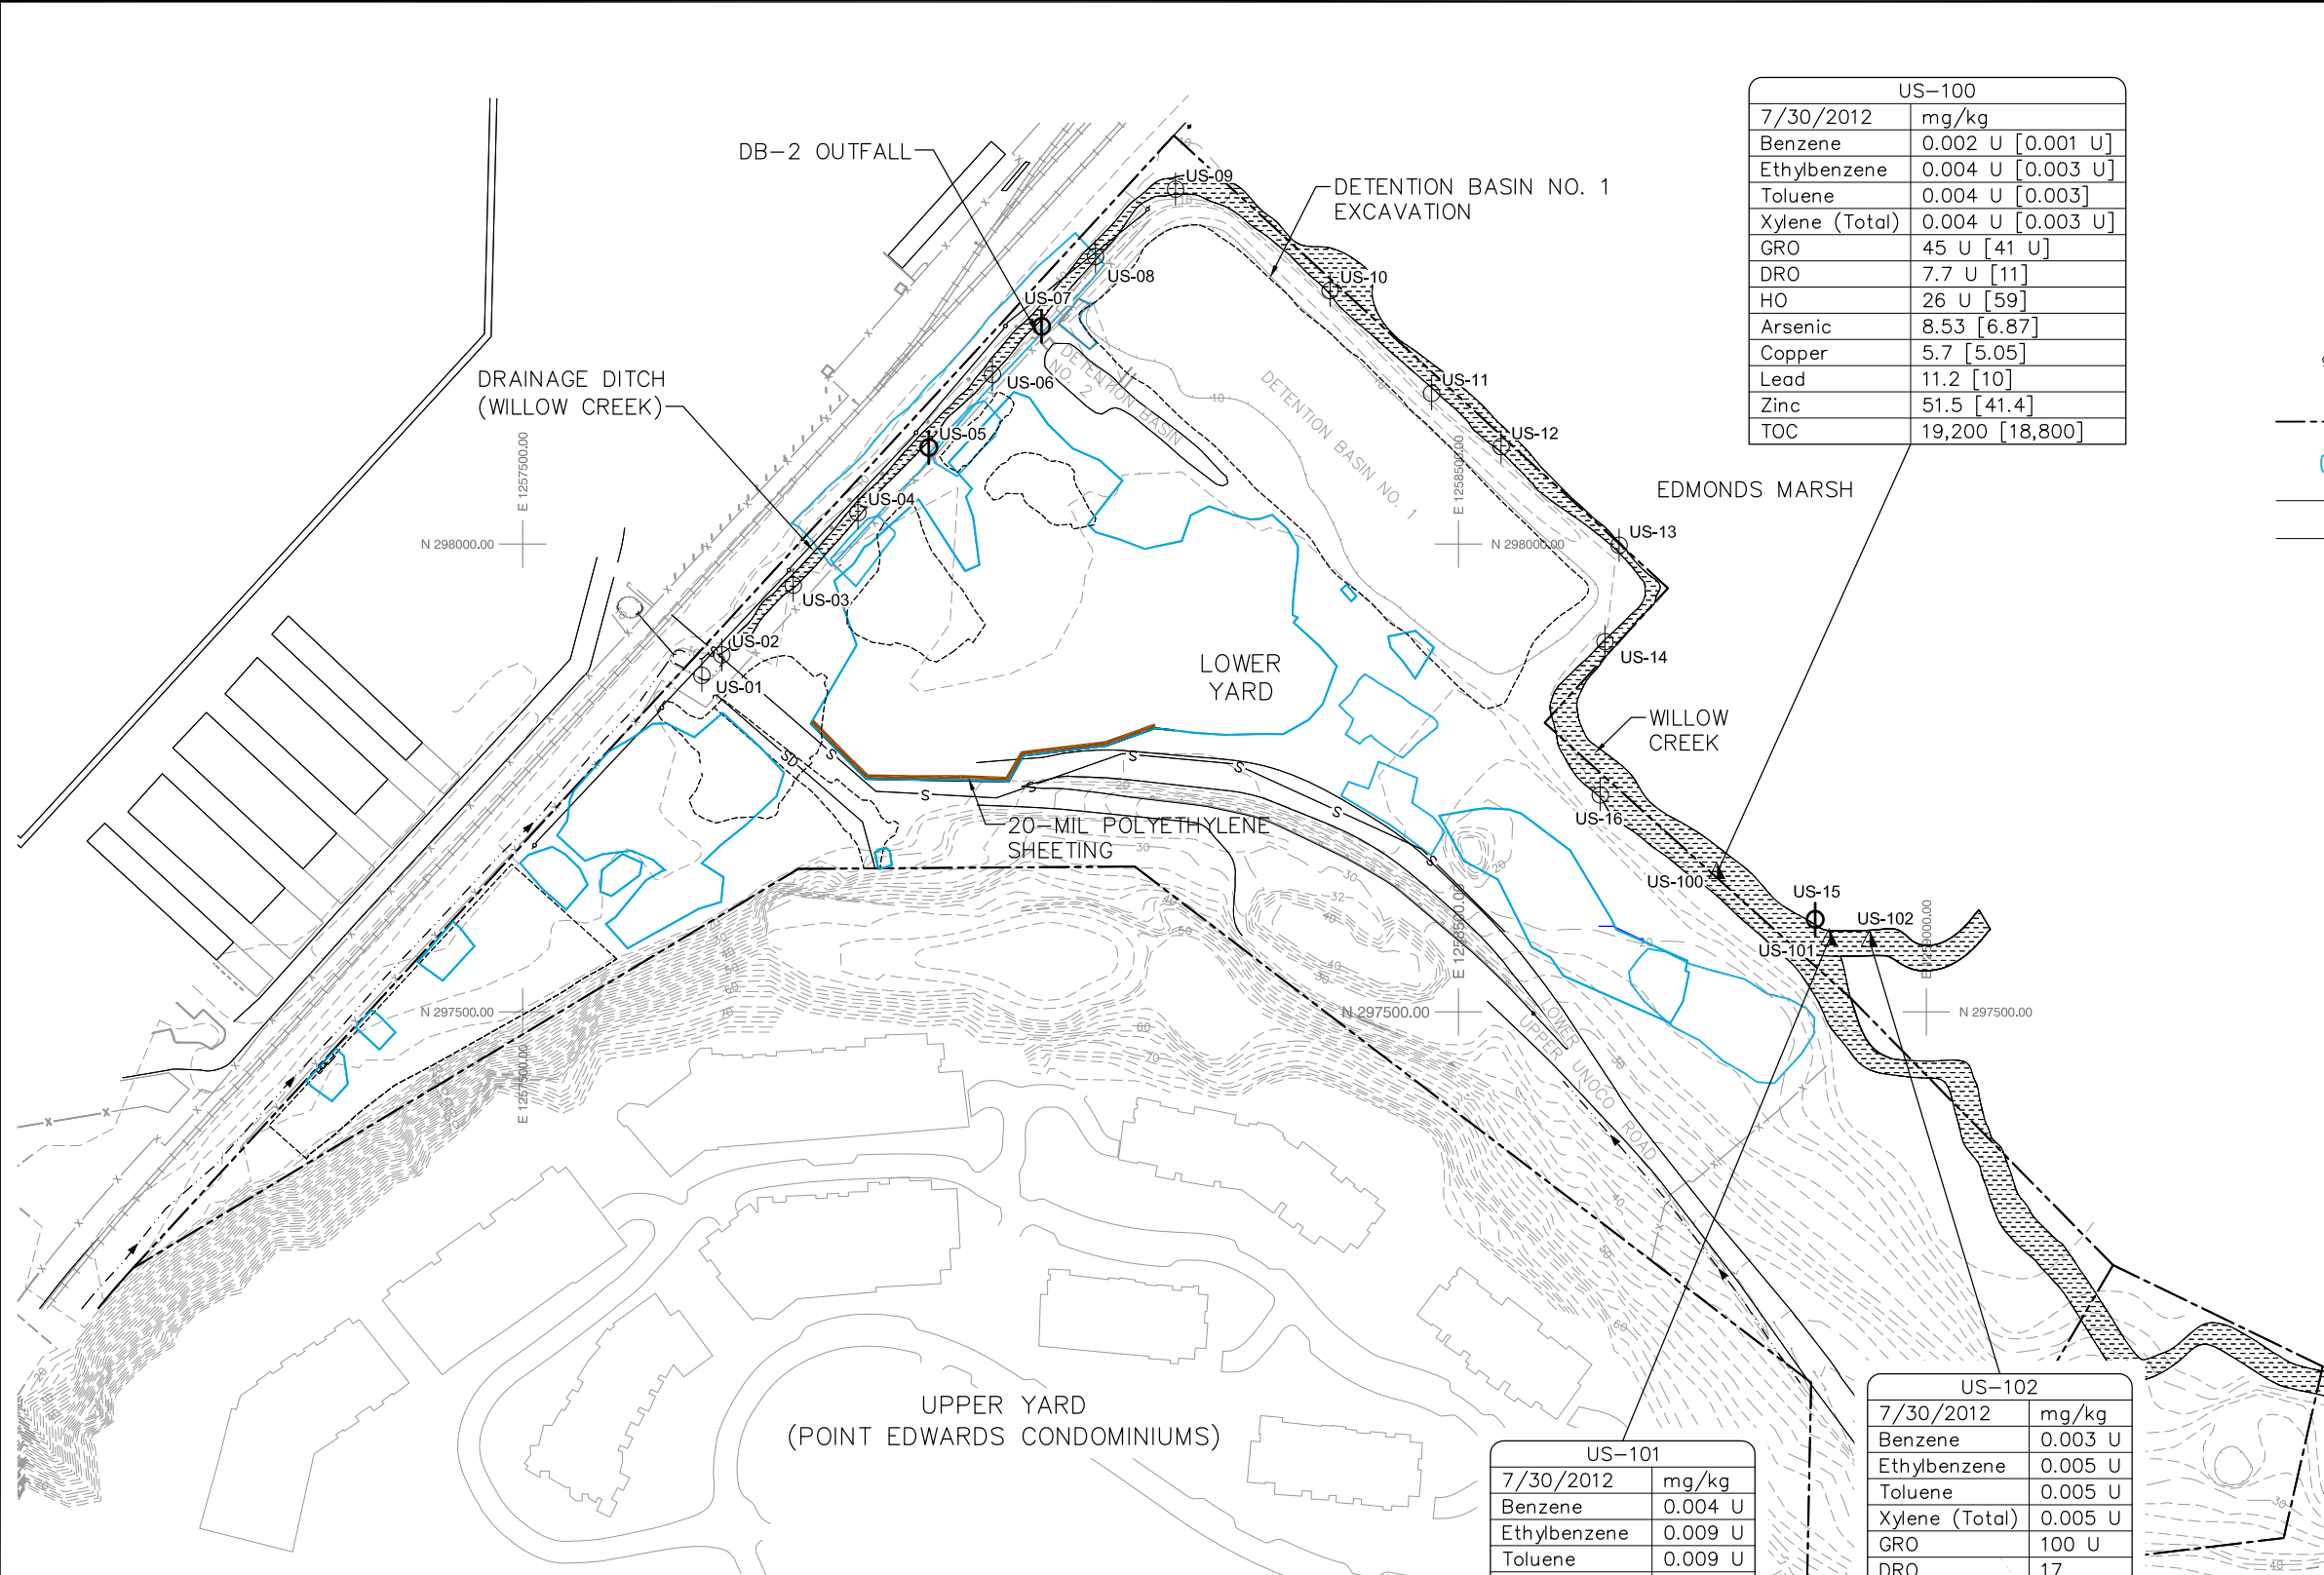 US-100
7/30/2012 mg/kg
Benzene 0.002 U [0.001 U]
Ethylbenzene 0.004 U [0.003 U]
Toluene 0.004 U [0.003]
Xylene (Total) 0.004 U [0.003 U]
GRO 45 U [41 U]
DRO 7.7 U [11]
HO 26 U [59]
Arsenic 8.53 [6.87]
Copper 5.7 [5.05]
Lead 11.2 [10]
Zinc 51.5 [41.4]
TOC 19,200 [18,800]
DB-2 OUTFALL
US-09
DETENTION BASIN NO. 1
EXCAVATION
US-08
US-10
US-07
US-06
DETENTION BASIN
NO. 2
DETENTION BASIN NO. 1
US-11
DRAINAGE DITCH
(WILLOW CREEK)
US-05
US-12
E 1257500.00
E 1258500.00
EDMONDS MARSH
US-04
N 298000.00
N 298000.00
US-13
US-03
US-02
US-14
US-01
LOWER
YARD
WILLOW
CREEK
SD
S
S
S
S
S
S
S
20-MIL POLYETHYLENE
SHEETING
US-16
US-100
US-15
US-102
US-101
E 1258500.00
E 1259000.00
N 297500.00
N 297500.00
N 297500.00
E 1257500.00
LOWER
UPPER UNOCO ROAD
UPPER YARD
(POINT EDWARDS CONDOMINIUMS)
US-101
7/30/2012 mg/kg
Benzene 0.004 U
Ethylbenzene 0.009 U
Toluene 0.009 U
US-102
7/30/2012 mg/kg
Benzene 0.003 U
Ethylbenzene 0.005 U
Toluene 0.005 U
Xylene (Total) 0.005 U
GRO 100 U
DRO 17